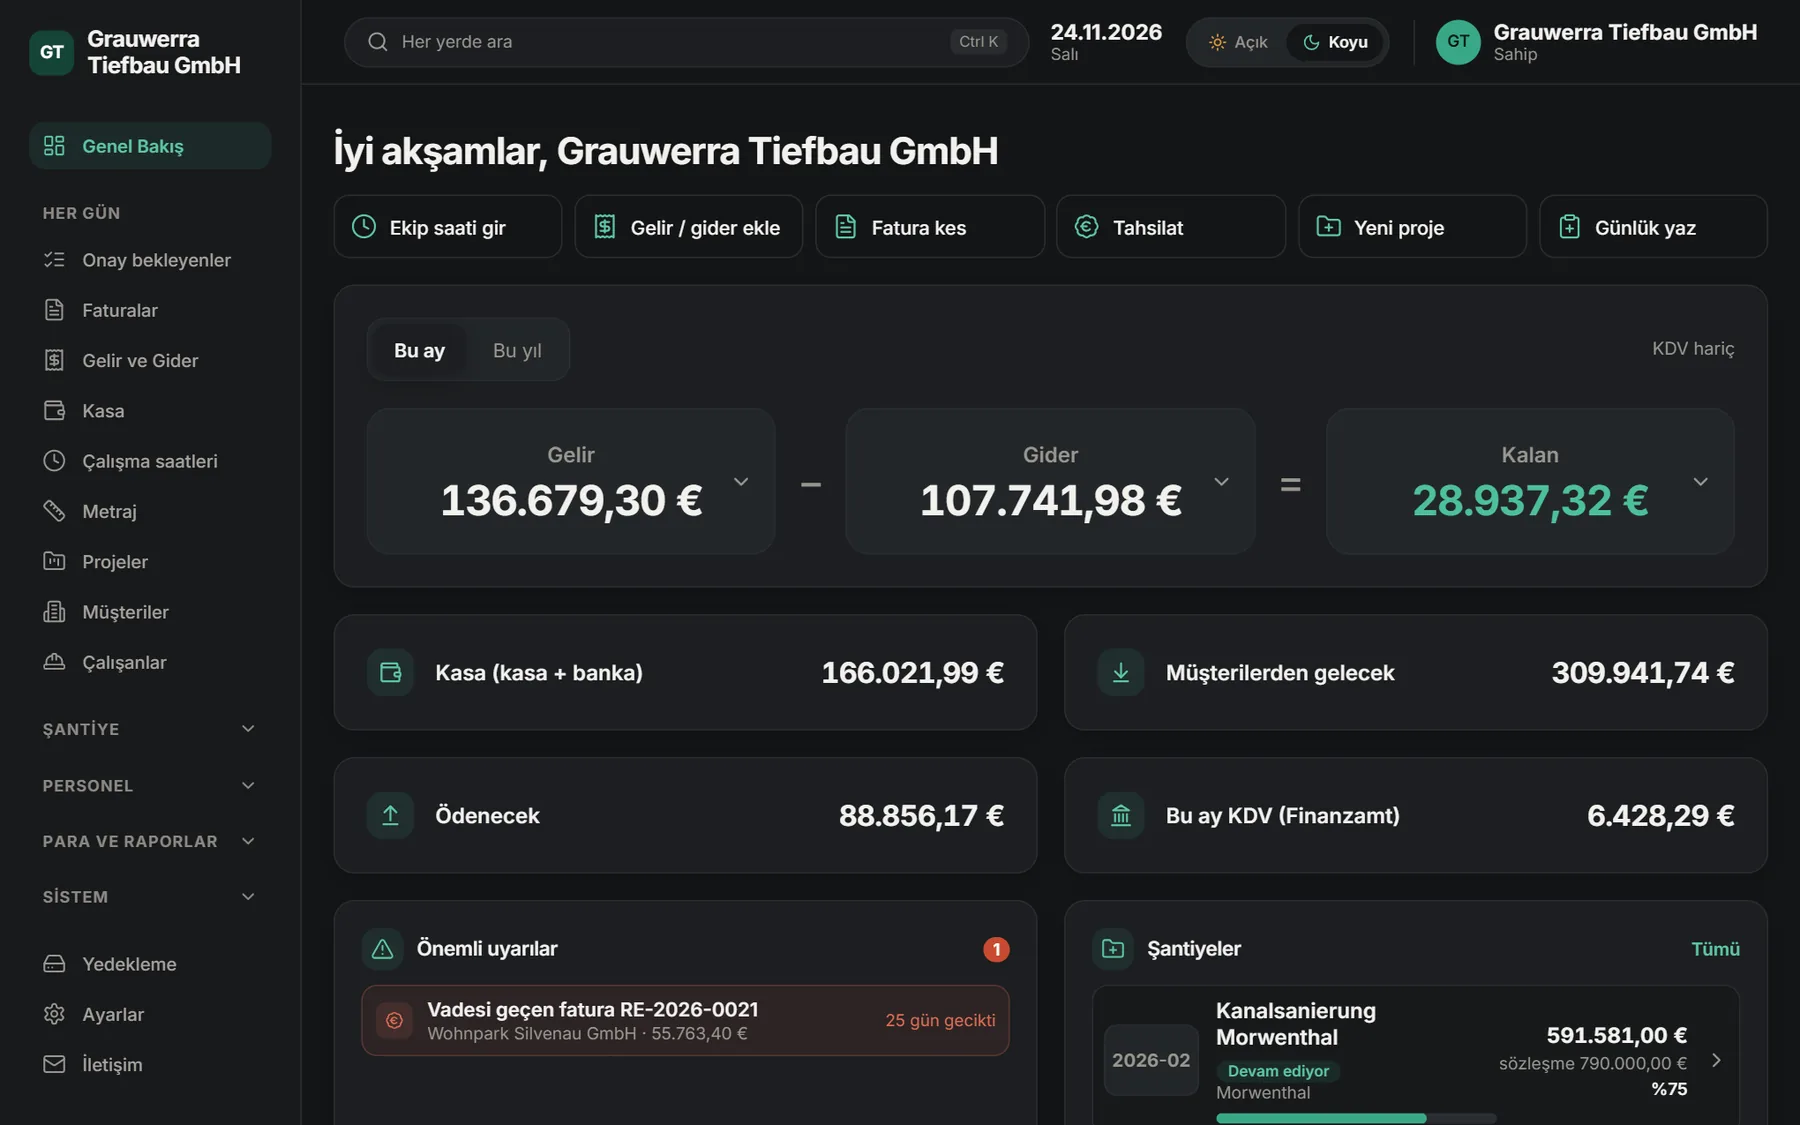 GT
Grauwerra
Tiefbau GmbH
Her yerde ara
Ctrl K
24.11.2026
Salı
Açık
Koyu
GT
Grauwerra Tiefbau GmbH
Sahip
Genel Bakış
HER GÜN
Onay bekleyenler
Faturalar
Gelir ve Gider
Kasa
Çalışma saatleri
Metraj
Projeler
Müşteriler
Çalışanlar
ŞANTİYE
PERSONEL
PARA VE RAPORLAR
SİSTEM
Yedekleme
Ayarlar
İletişim
İyi akşamlar, Grauwerra Tiefbau GmbH
Ekip saati gir
Gelir / gider ekle
Fatura kes
Tahsilat
Yeni proje
Günlük yaz
Bu ay
Bu yıl
KDV hariç
Gelir
136.679,30 €
−
Gider
107.741,98 €
=
Kalan
28.937,32 €
Kasa (kasa + banka)
166.021,99 €
Müşterilerden gelecek
309.941,74 €
Ödenecek
88.856,17 €
Bu ay KDV (Finanzamt)
6.428,29 €
Önemli uyarılar
1
Vadesi geçen fatura RE-2026-0021
Wohnpark Silvenau GmbH · 55.763,40 €
25 gün gecikti
Şantiyeler
Tümü
2026-02
Kanalsanierung
Morwenthal
Devam ediyor
Morwenthal
591.581,00 €
sözleşme 790.000,00 €
%75